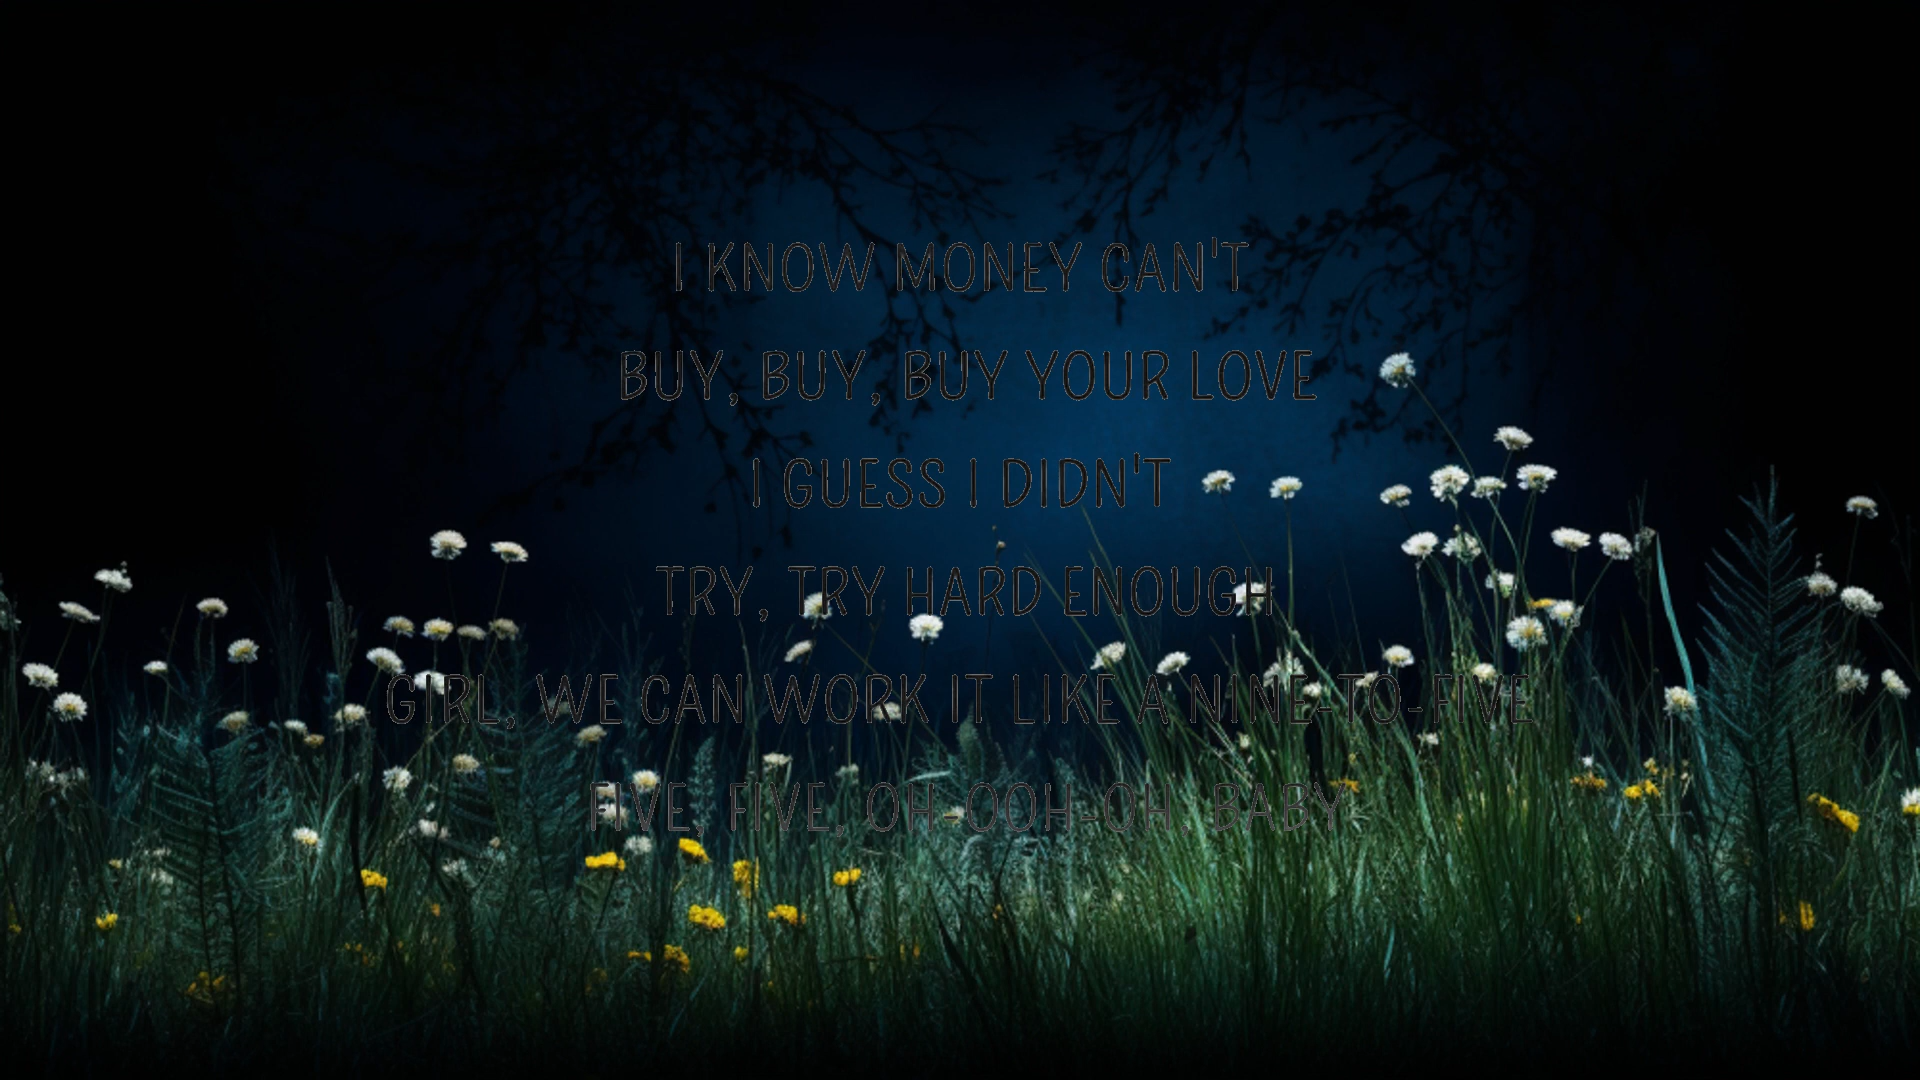 I KNOW MONEY CAN'T
BUY, BUY, BUY YOUR LOVE
I GUESS I DIDN'T
TRY, TRY HARD ENOUGH
GIRL, WE CAN WORK IT LIKE A NINE-TO-FIVE
FIVE, FIVE, OH-OOH-OH, BABY